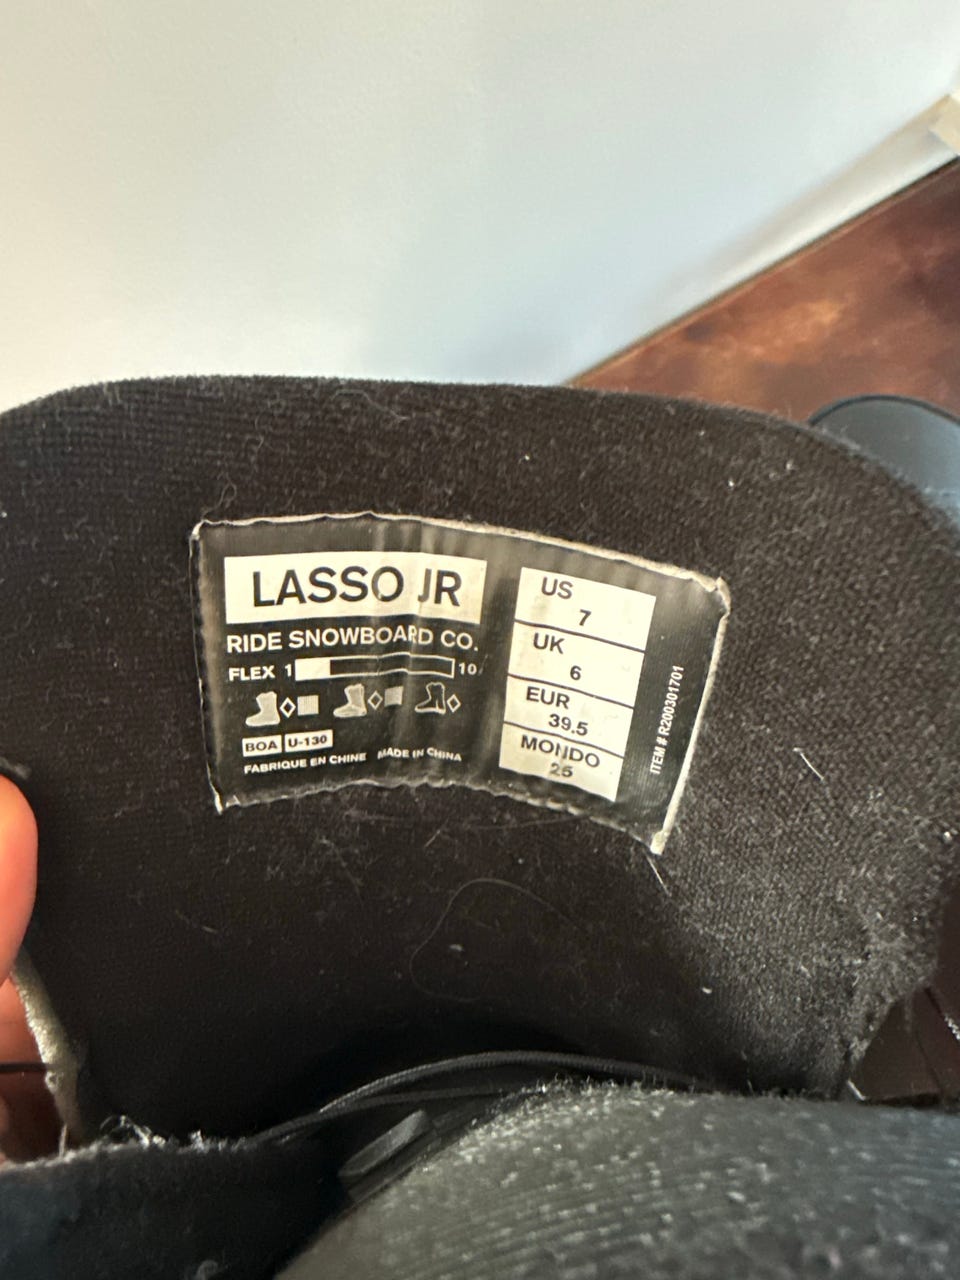 LASSO JR
RIDE SNOWBOARD CO.
FLEX 1 10
BOA U-130
FABRIQUE EN CHINE MADE IN CHINA
US
7
UK
6
EUR
39.5
MONDO
25
ITEM # R200301701